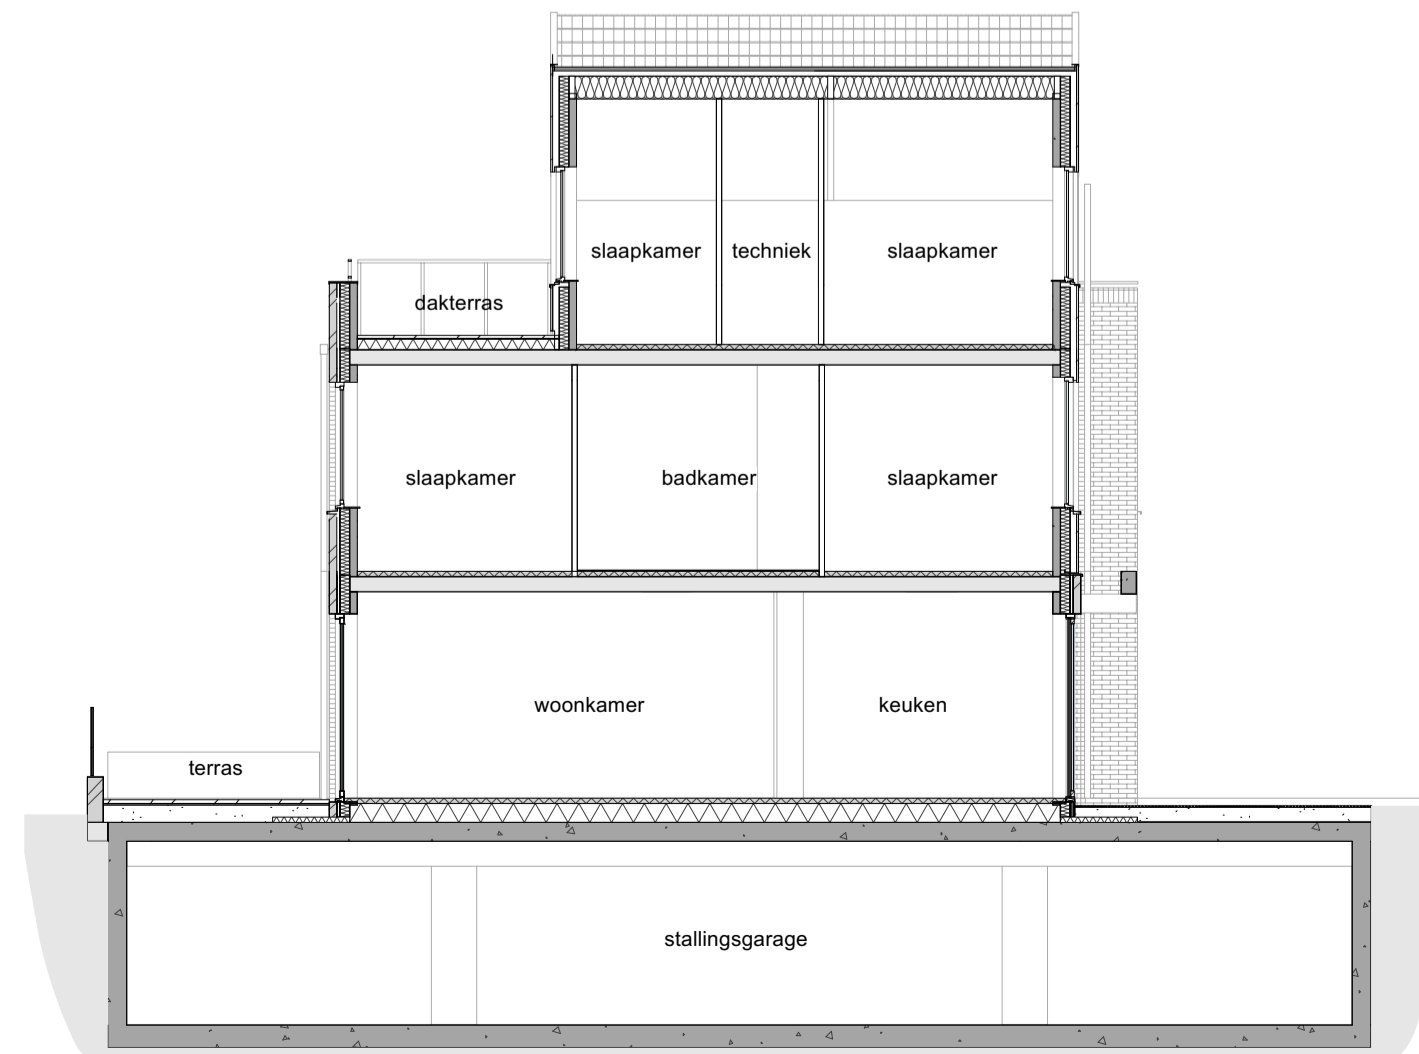 slaapkamer techniek slaapkamer
dakterras
slaapkamer badkamer slaapkamer
woonkamer keuken
terras
stallingsgarage